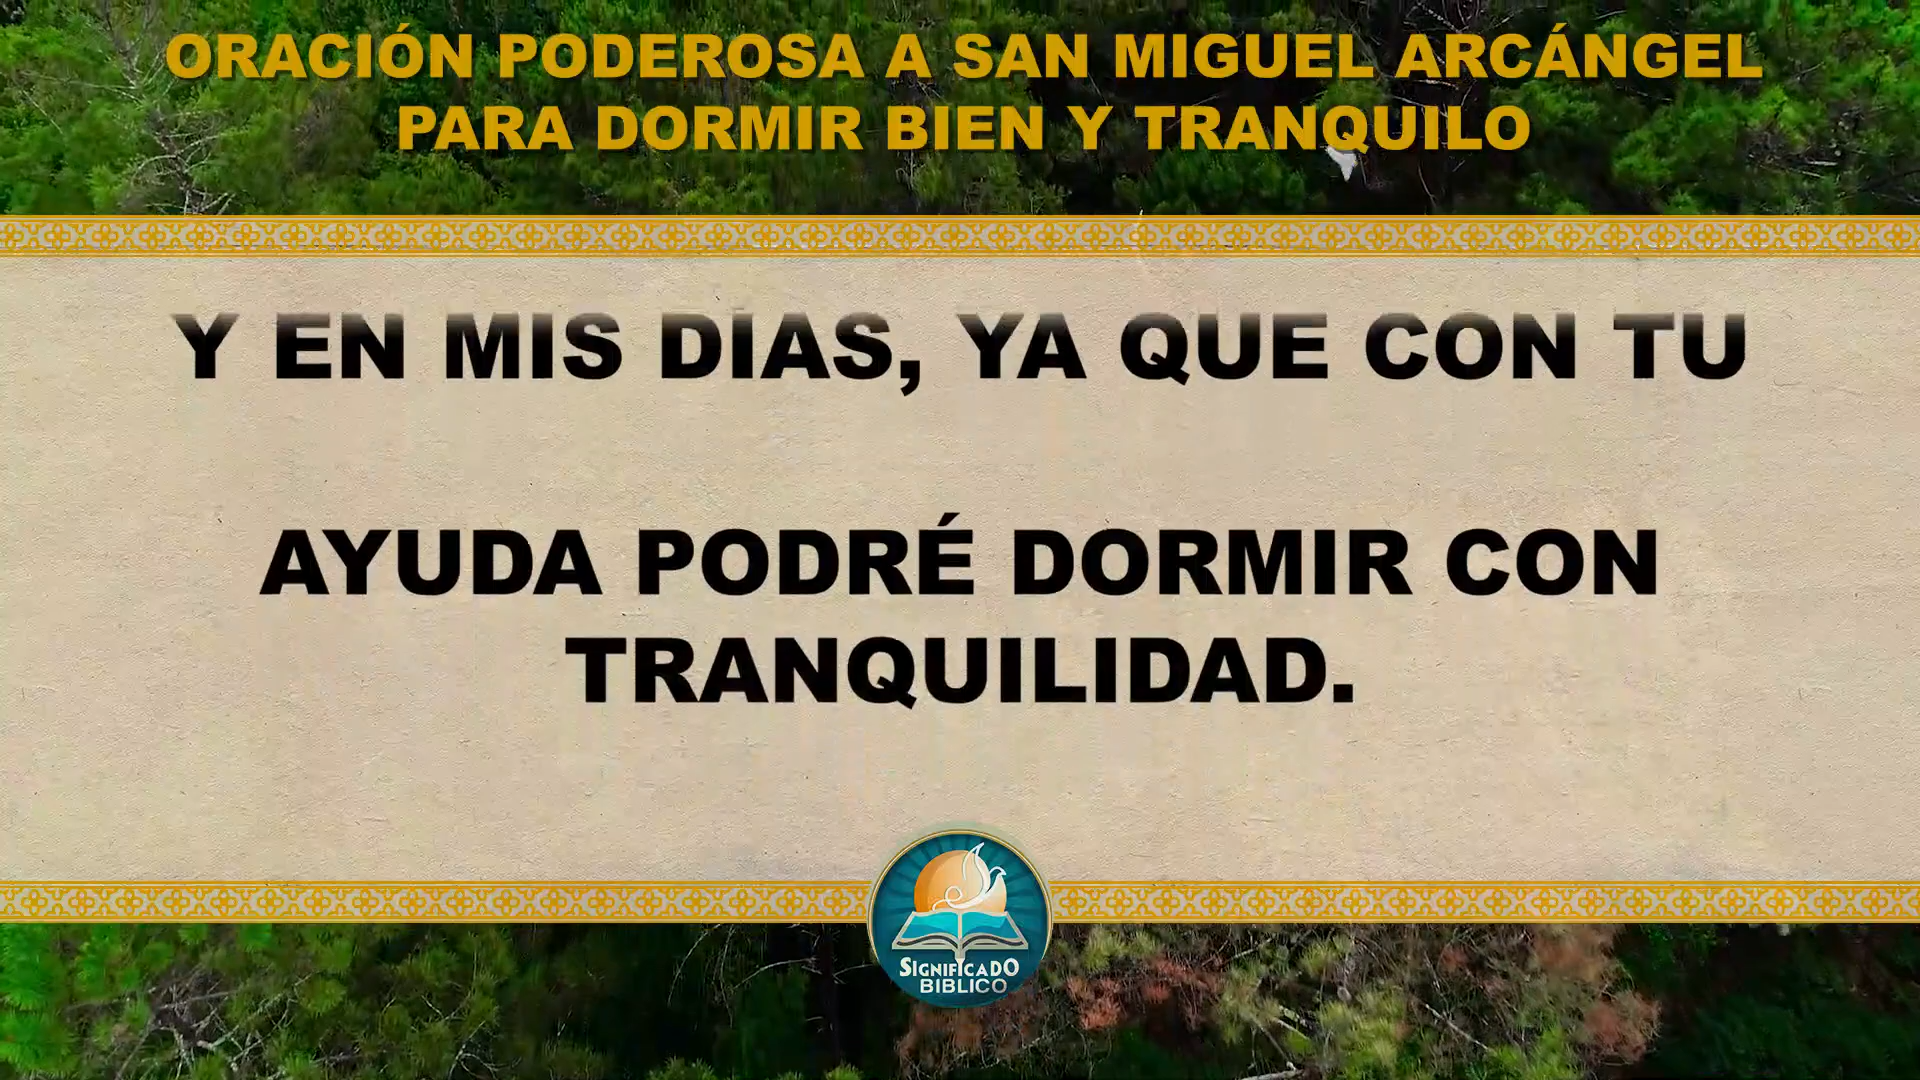 ORACIÓN PODEROSA A SAN MIGUEL ARCÁNGEL
PARA DORMIR BIEN Y TRANQUILO
Y EN MIS DÍAS, YA QUE CON TU
AYUDA PODRÉ DORMIR CON
TRANQUILIDAD.
SIGNIFICADO
BIBLICO